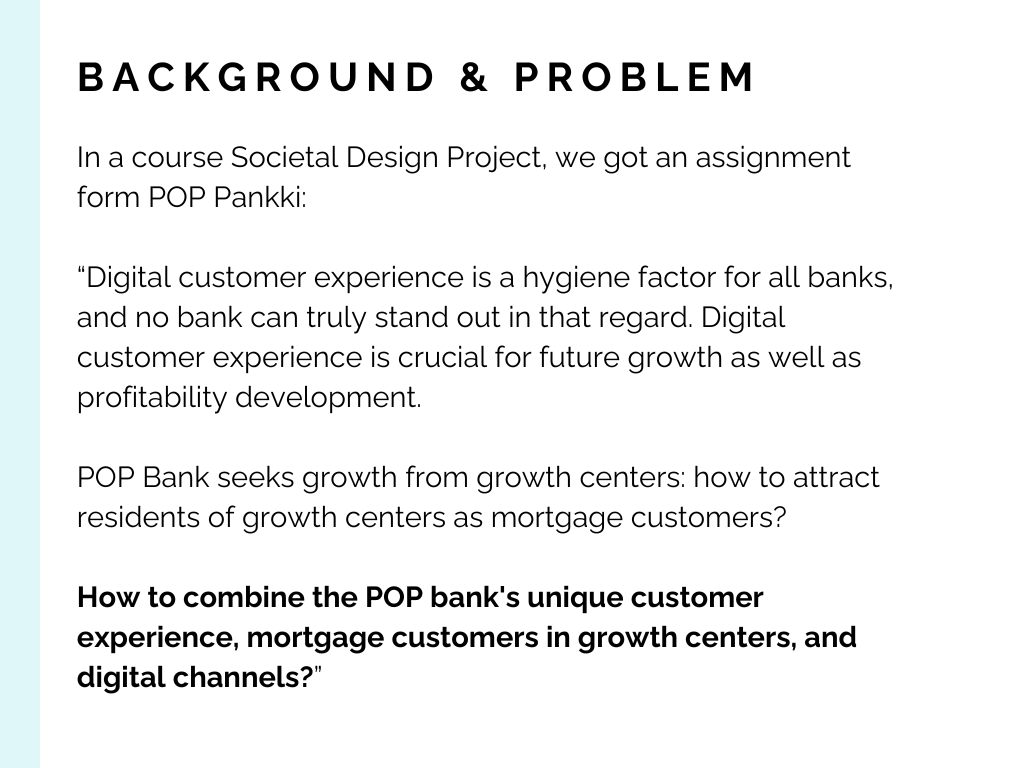 BACKGROUND & PROBLEM
In a course Societal Design Project, we got an assignment
form POP Pankki:
“Digital customer experience is a hygiene factor for all banks,
and no bank can truly stand out in that regard. Digital
customer experience is crucial for future growth as well as
profitability development.
POP Bank seeks growth from growth centers: how to attract
residents of growth centers as mortgage customers?
How to combine the POP bank's unique customer
experience, mortgage customers in growth centers, and
digital channels?”